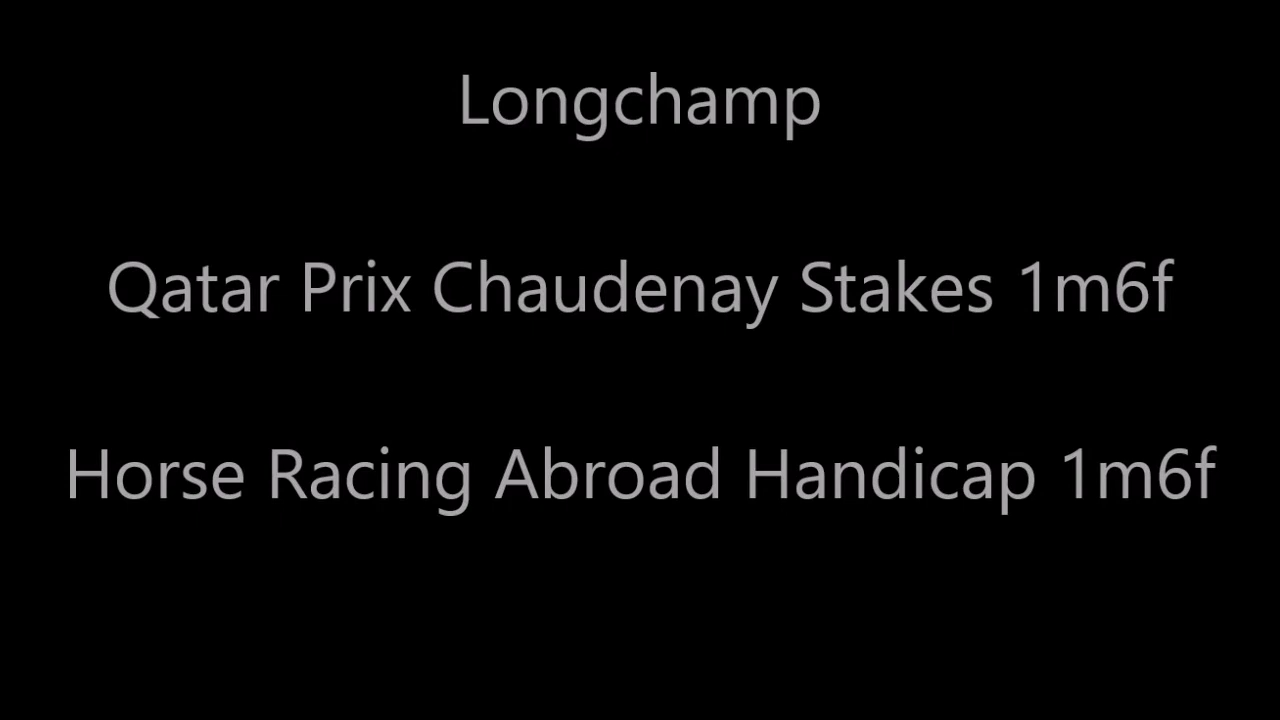 Longchamp
Qatar Prix Chaudenay Stakes 1m6f
Horse Racing Abroad Handicap 1m6f